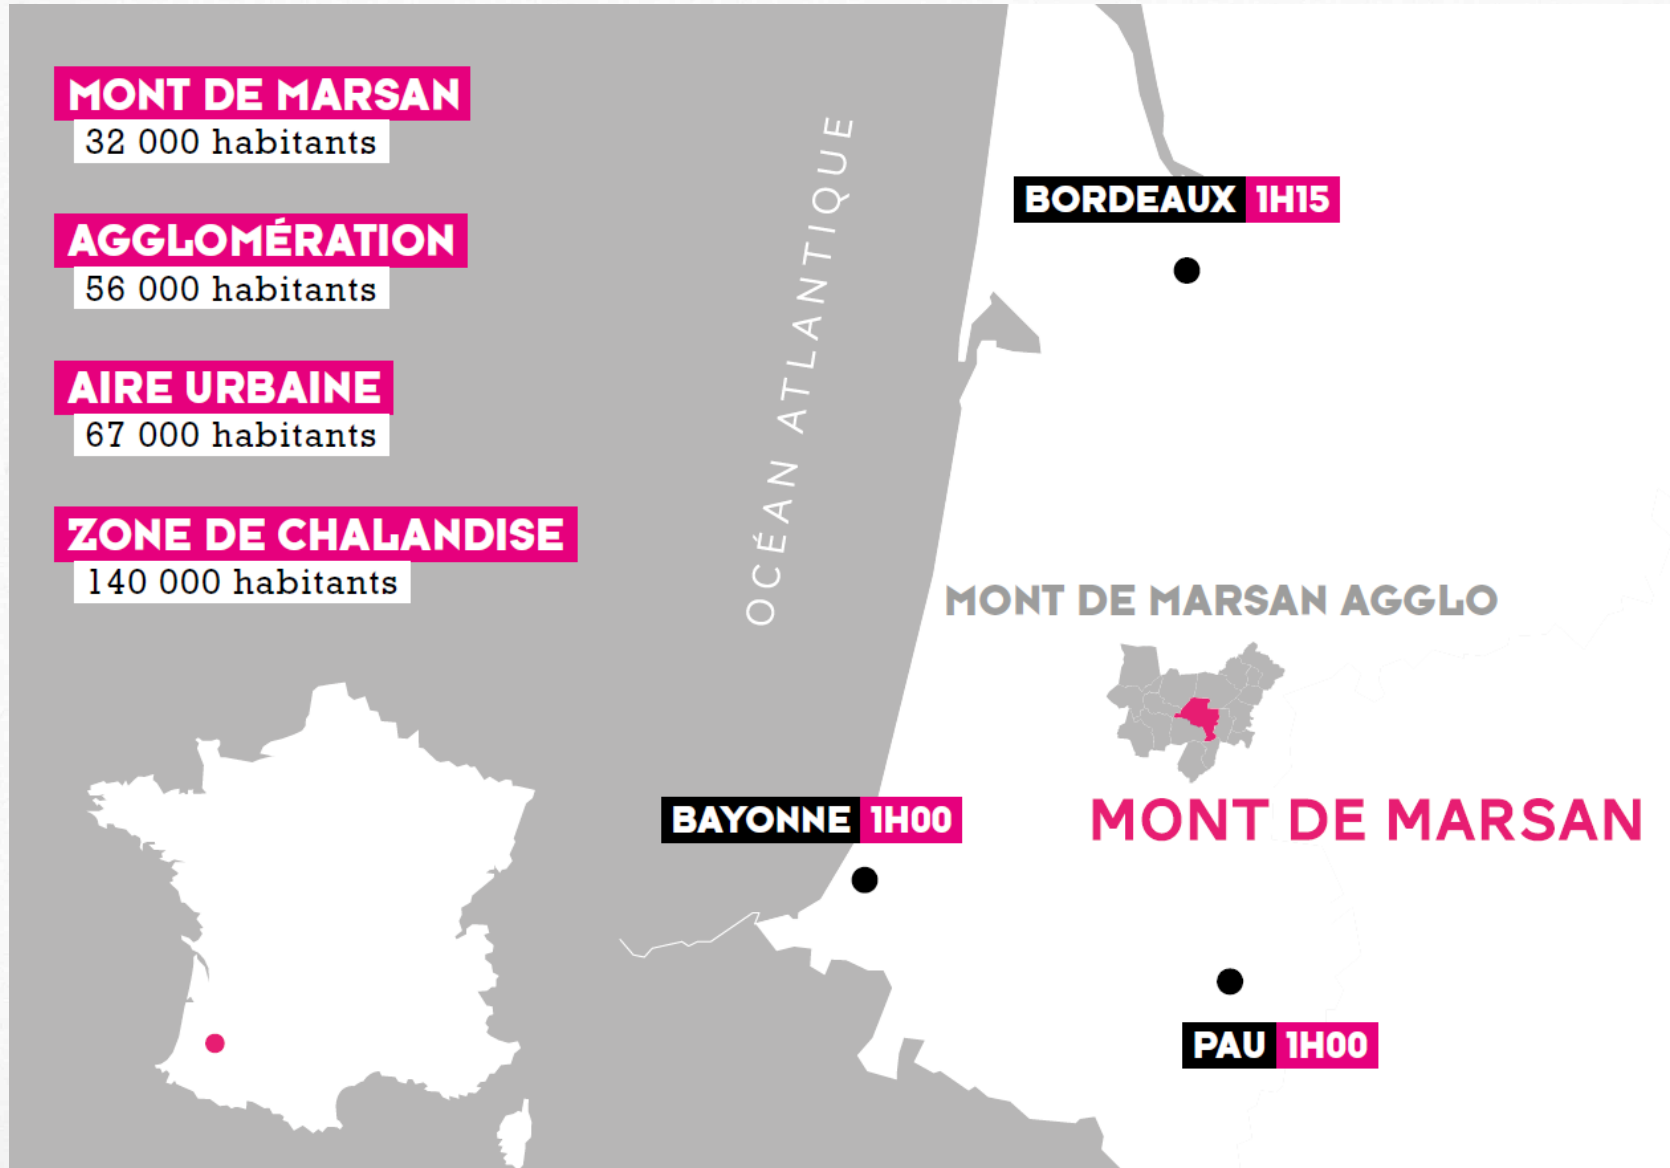 MONT DE MARSAN
32 000 habitants
AGGLOMÉRATION
56 000 habitants
AIRE URBAINE
67 000 habitants
ZONE DE CHALANDISE
140 000 habitants
OCÉAN ATLANTIQUE
BORDEAUX 1H15
MONT DE MARSAN AGGLO
MONT DE MARSAN
BAYONNE 1H00
PAU 1H00